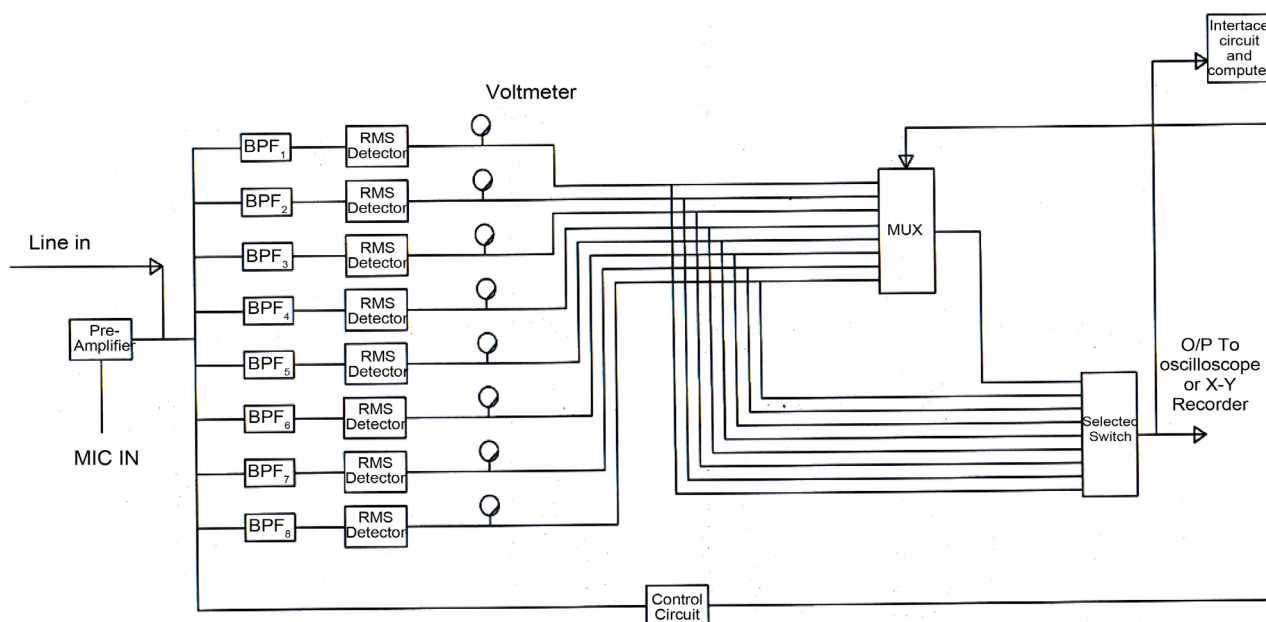 Intertace
circuit
and
compute
Voltmeter
BPF1
RMS
Detector
BPF2
RMS
Detector
Line in
BPF3
RMS
Detector
MUX
BPF4
RMS
Detector
Pre-
Amplifier
BPF5
RMS
Detector
O/P To
oscilloscope
or X-Y
Recorder
BPF6
RMS
Detector
Selected
Switch
MIC IN
BPF7
RMS
Detector
BPF8
RMS
Detector
Control
Circuit